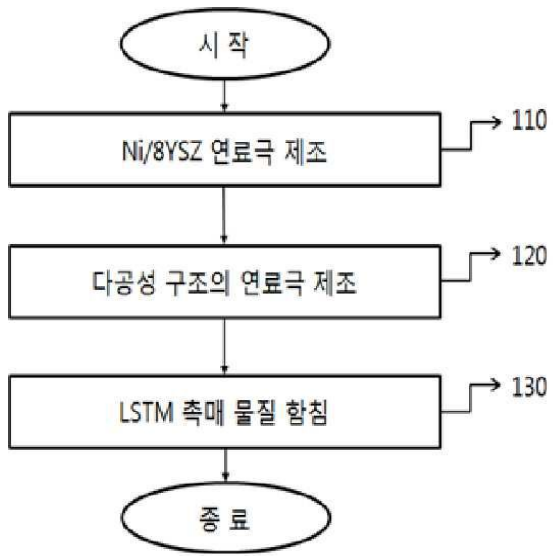 시 작
Ni/8YSZ 연료극 제조
110
다공성 구조의 연료극 제조
120
LSTM 촉매 물질 함침
130
종 료